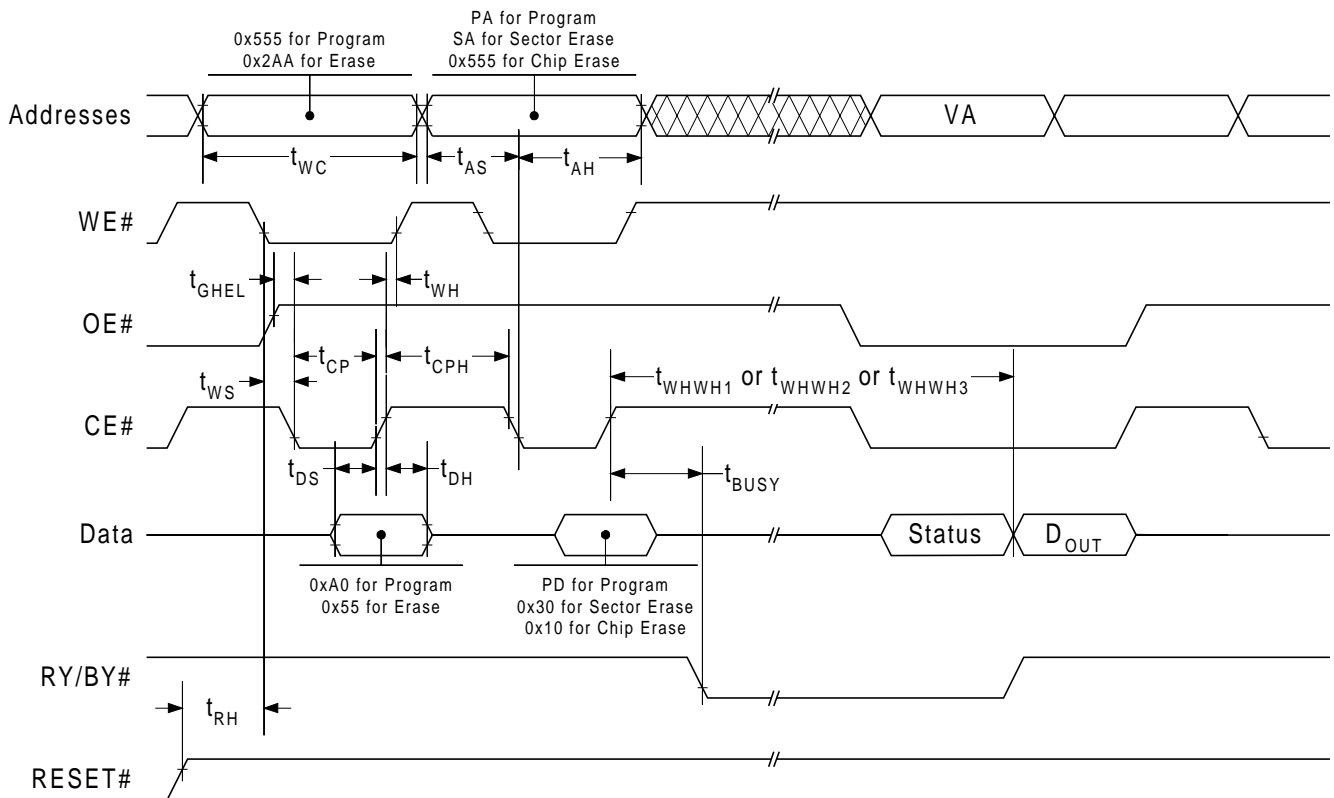 0x555 for Program
0x2AA for Erase
PA for Program
SA for Sector Erase
0x555 for Chip Erase
Addresses
VA
tWC
tAS
tAH
WE#
tGHEL
tWH
OE#
tCP
tCPH
tWS
tWHWH1 or tWHWH2 or tWHWH3
CE#
tDS
tDH
tBUSY
Data
Status
DOUT
0xA0 for Program
0x55 for Erase
PD for Program
0x30 for Sector Erase
0x10 for Chip Erase
RY/BY#
tRH
RESET#